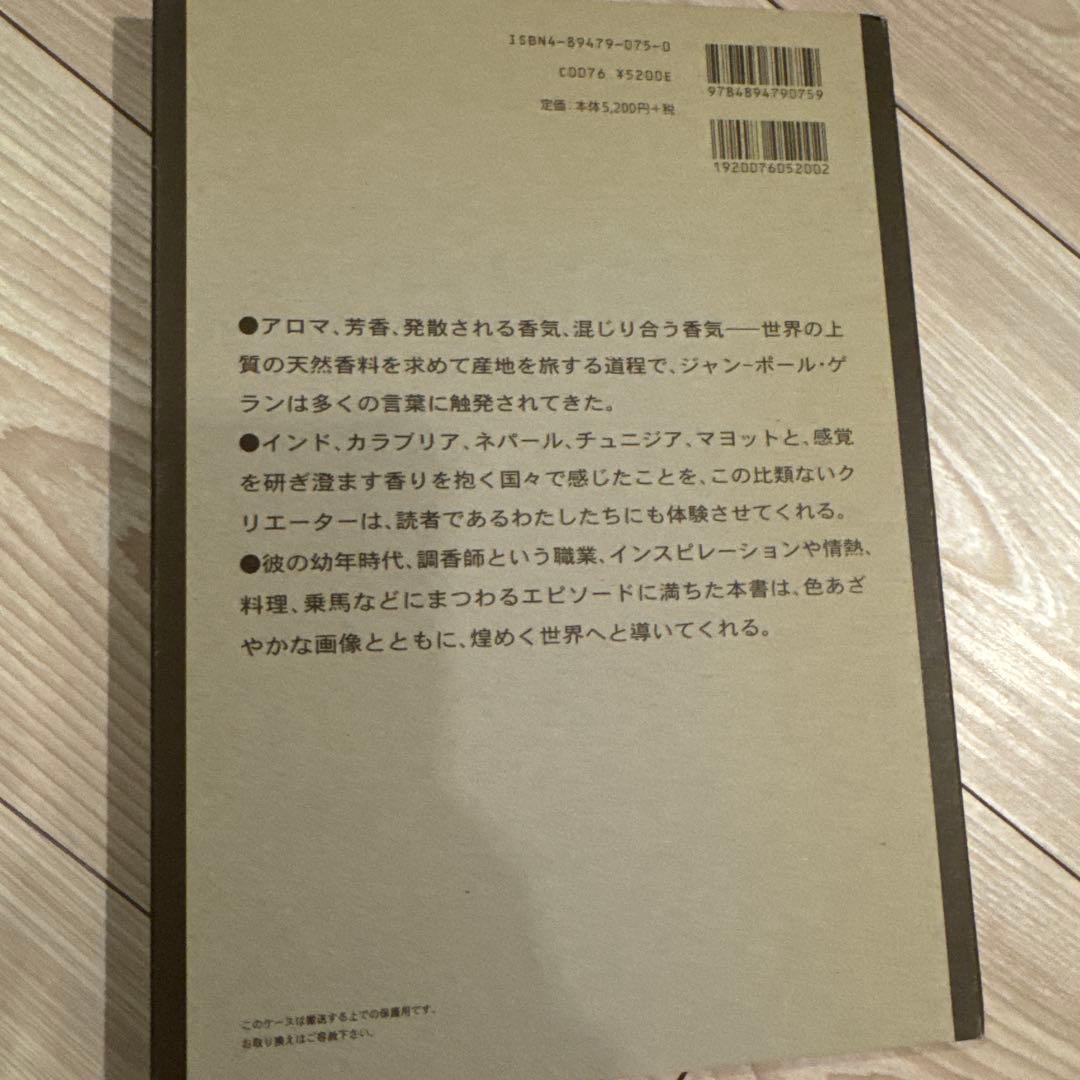 ISBN4-89479-075-0
C0076 ¥5200E
定価：本体5,200円＋税
9784894790759
1920076052002
●アロマ、芳香、発散される香気、混じり合う香気――世界の上
質の天然香料を求めて産地を旅する道程で、ジャン-ポール・ゲ
ランは多くの言葉に触発されてきた。
●インド、カラブリア、ネパール、チュニジア、マヨットと、感覚
を研ぎ澄ます香りを抱く国々で感じたことを、この比類ないク
リエーターは、読者であるわたしたちにも体験させてくれる。
●彼の幼年時代、調香師という職業、インスピレーションや情熱、
料理、乗馬などにまつわるエピソードに満ちた本書は、色あざ
やかな画像とともに、煌めく世界へと導いてくれる。
このケースは搬送する上での保護用です。
お取り換えはご容赦下さい。